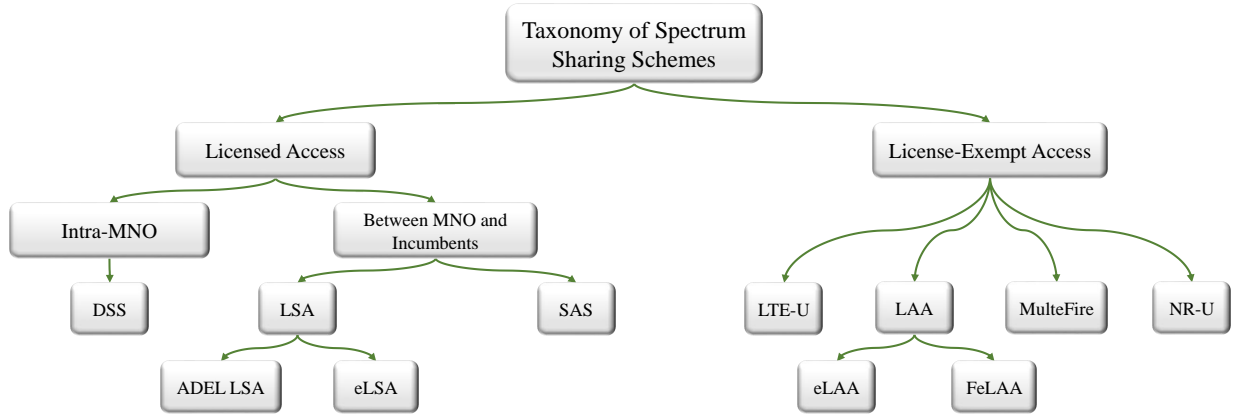 Taxonomy of Spectrum
Sharing Schemes
Licensed Access
License-Exempt Access
Intra-MNO
Between MNO and
Incumbents
DSS
LSA
SAS
LTE-U
LAA
MulteFire
NR-U
ADEL LSA
eLSA
eLAA
FeLAA